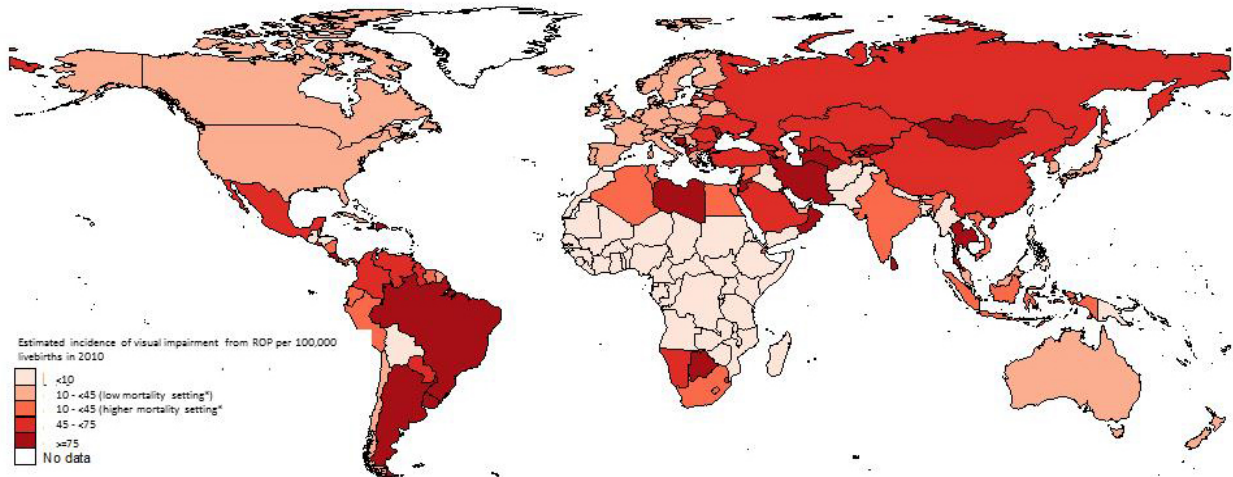 Estimated incidence of visual impairment from ROP per 100,000
livebirths in 2010
<10
10 - <45 (low mortality setting*)
10 - <45 (higher mortality setting*
45 - <75
>=75
No data